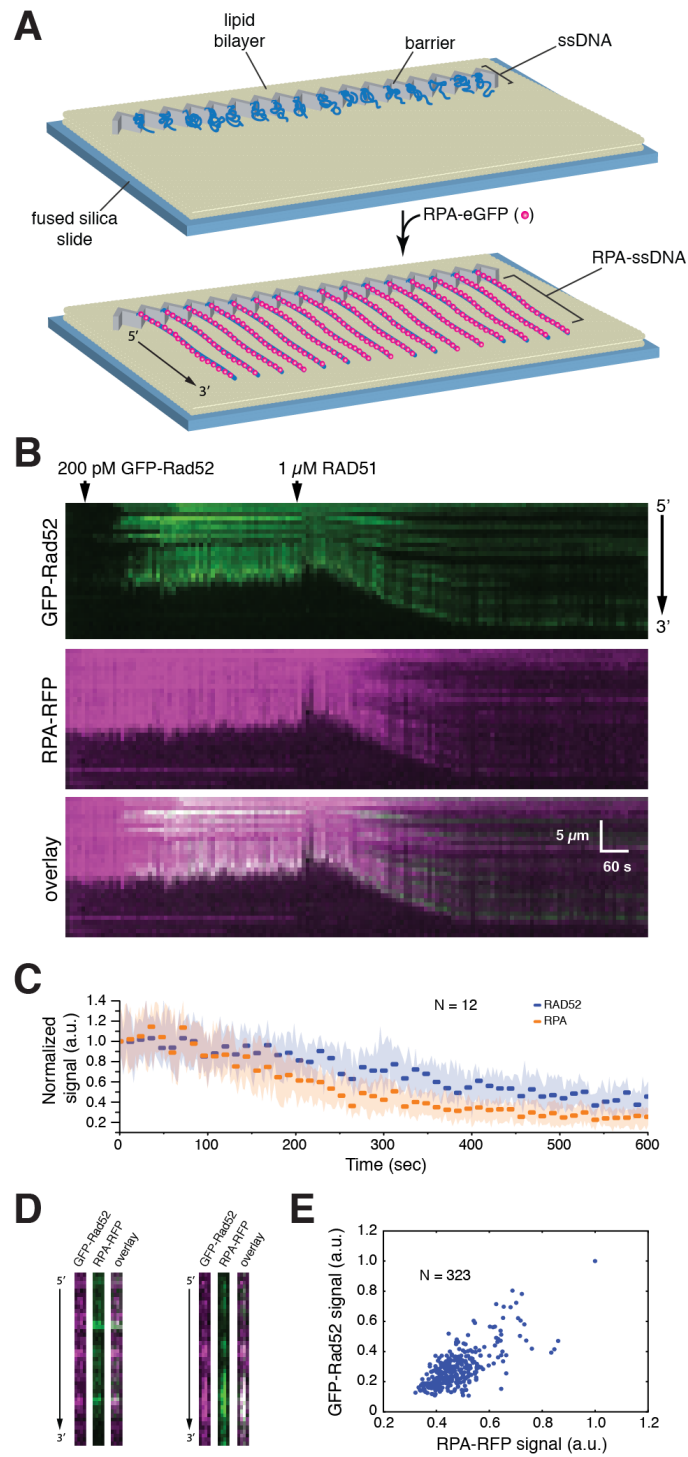 A
lipid
bilayer
barrier
ssDNA
fused silica
slide
RPA-eGFP ( )
RPA-ssDNA
5′
3′
B
200 pM GFP-Rad52
1 µM RAD51
GFP-Rad52
5′
3′
RPA-RFP
overlay
5 µm
60 s
C
Normalized
signal (a.u.)
1.4
1.2
1.0
0.8
0.6
0.4
0.2
N = 12
RAD52
RPA
0
100
200
300
400
500
600
Time (sec)
D
GFP-Rad52
RPA-RFP
overlay
5′
3′
GFP-Rad52
RPA-RFP
overlay
5′
3′
E
GFP-Rad52 signal (a.u.)
1.2
1.0
0.8
0.6
0.4
0.2
0
N = 323
0.2
0.4
0.6
0.8
1.0
1.2
RPA-RFP signal (a.u.)